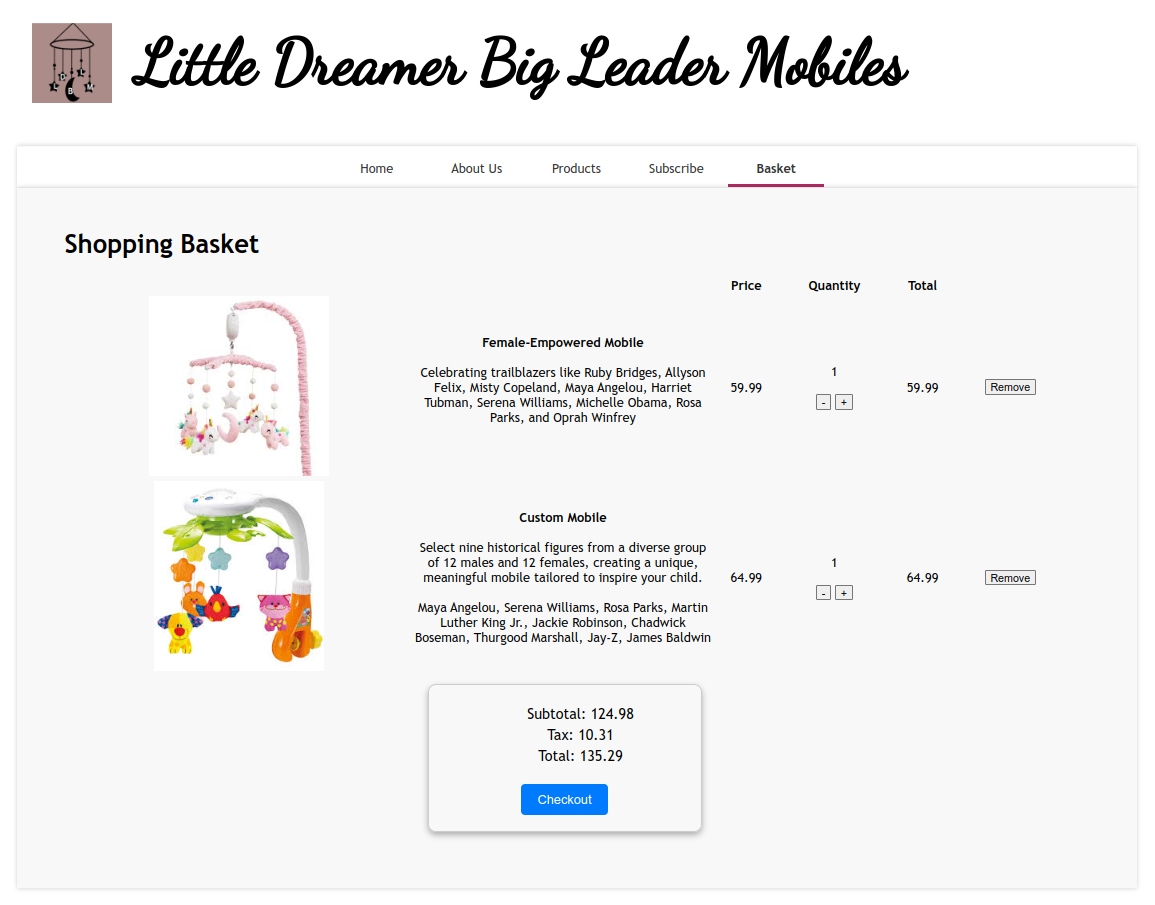 Little Dreamer Big Leader Mobiles
Home About Us Products Subscribe Basket
Shopping Basket
Price Quantity Total
Female-Empowered Mobile
Celebrating trailblazers like Ruby Bridges, Allyson
Felix, Misty Copeland, Maya Angelou, Harriet
Tubman, Serena Williams, Michelle Obama, Rosa
Parks, and Oprah Winfrey
59.99
1
- +
59.99
Remove
Custom Mobile
Select nine historical figures from a diverse group
of 12 males and 12 females, creating a unique,
meaningful mobile tailored to inspire your child.
Maya Angelou, Serena Williams, Rosa Parks, Martin
Luther King Jr., Jackie Robinson, Chadwick
Boseman, Thurgood Marshall, Jay-Z, James Baldwin
64.99
1
- +
64.99
Remove
Subtotal: 124.98
Tax: 10.31
Total: 135.29
Checkout